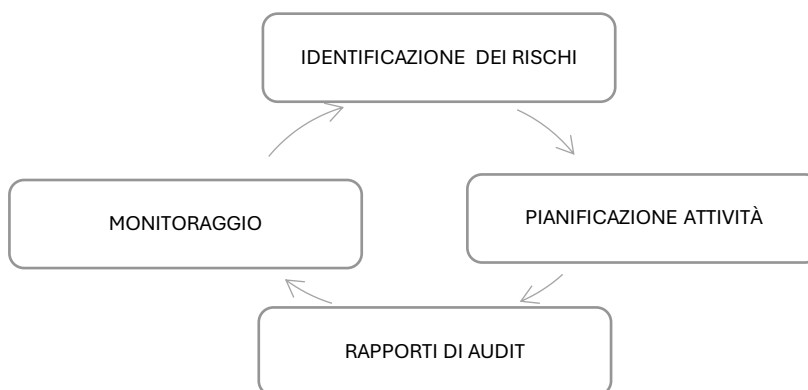 IDENTIFICAZIONE DEI RISCHI
MONITORAGGIO
PIANIFICAZIONE ATTIVITÀ
RAPPORTI DI AUDIT